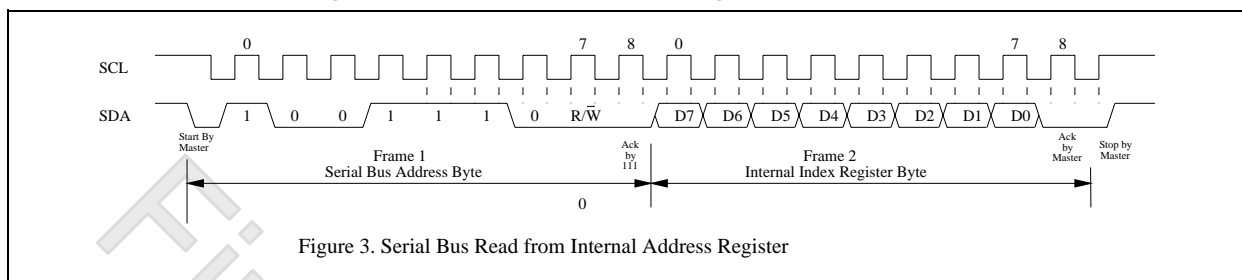 0 7 8 0 7 8
SCL
SDA 1 0 0 1 1 1 0 R/W D7 D6 D5 D4 D3 D2 D1 D0
Start By
Master
Ack
by
111
Ack
by
Master
Stop by
Master
Frame 1
Serial Bus Address Byte
Frame 2
Internal Index Register Byte
0
Figure 3. Serial Bus Read from Internal Address Register